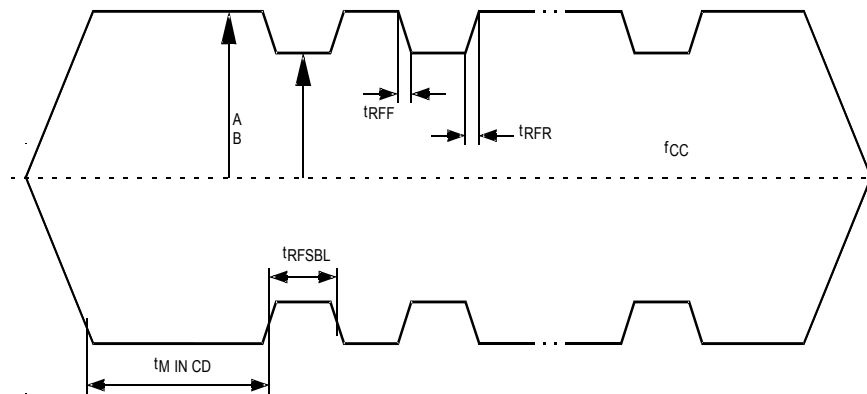 A
B
tRFF
tRFR
fCC
tRFSBL
tM IN CD